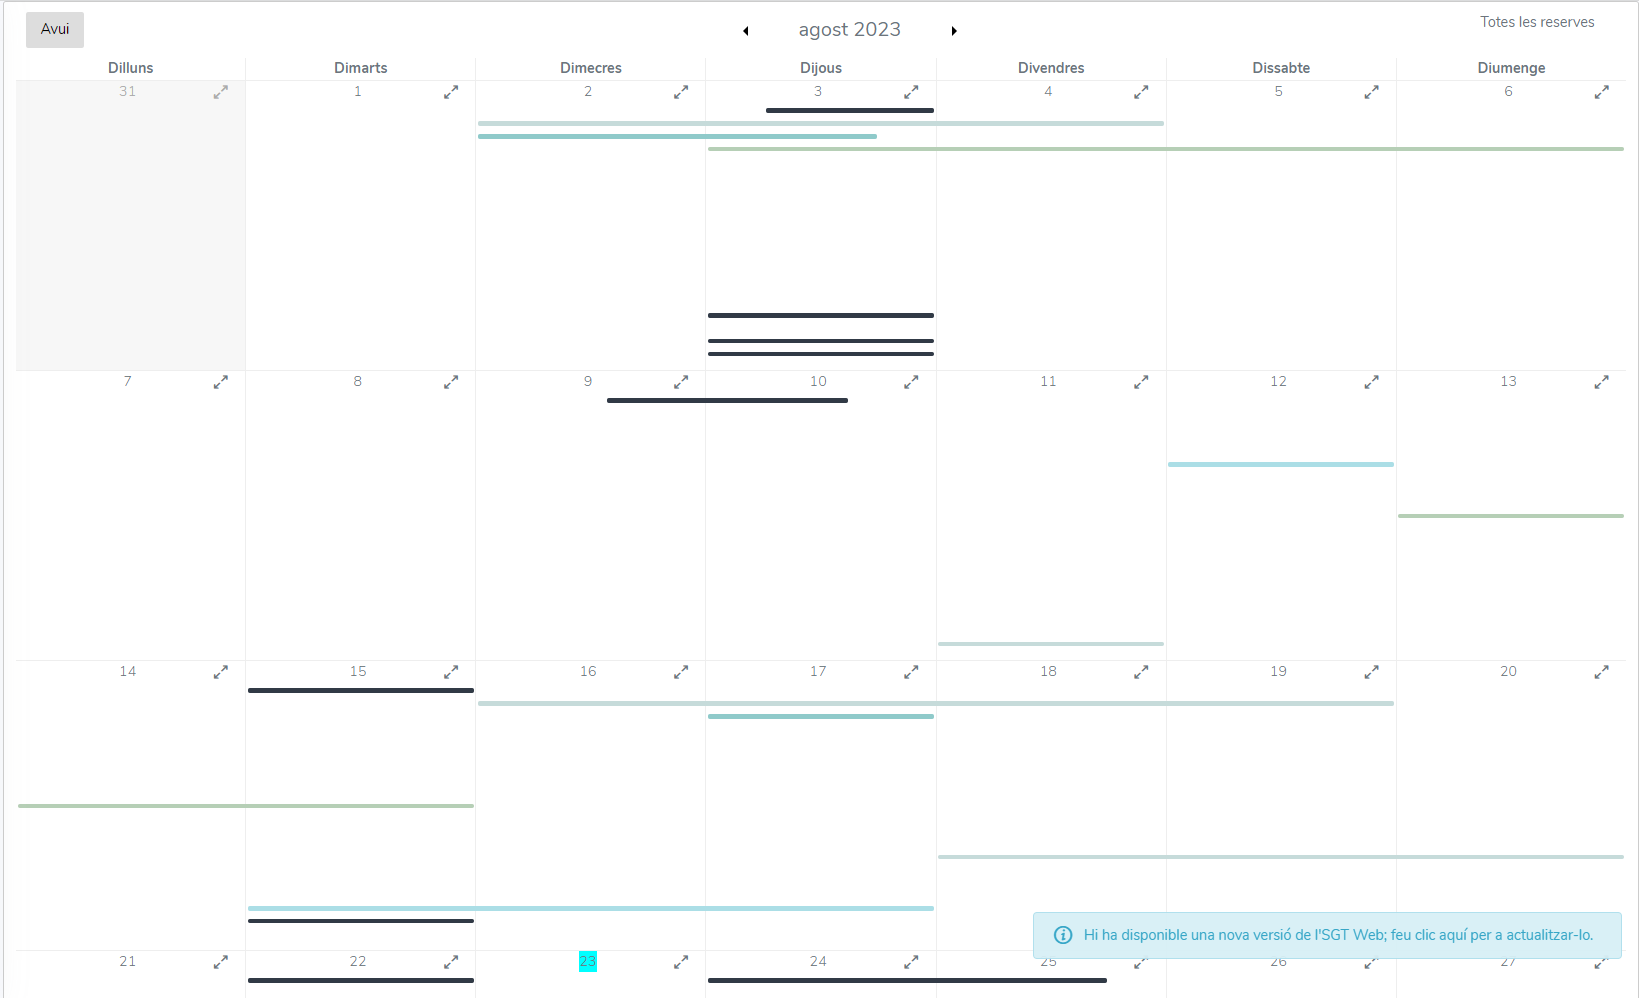 Avui
agost 2023
Totes les reserves
Dilluns Dimarts Dimecres Dijous Divendres Dissabte Diumenge
31 1 2 3 4 5 6
7 8 9 10 11 12 13
14 15 16 17 18 19 20
Hi ha disponible una nova versió de l'SGT Web; feu clic aquí per a actualitzar-lo.
21 22 23 24 25 26 27